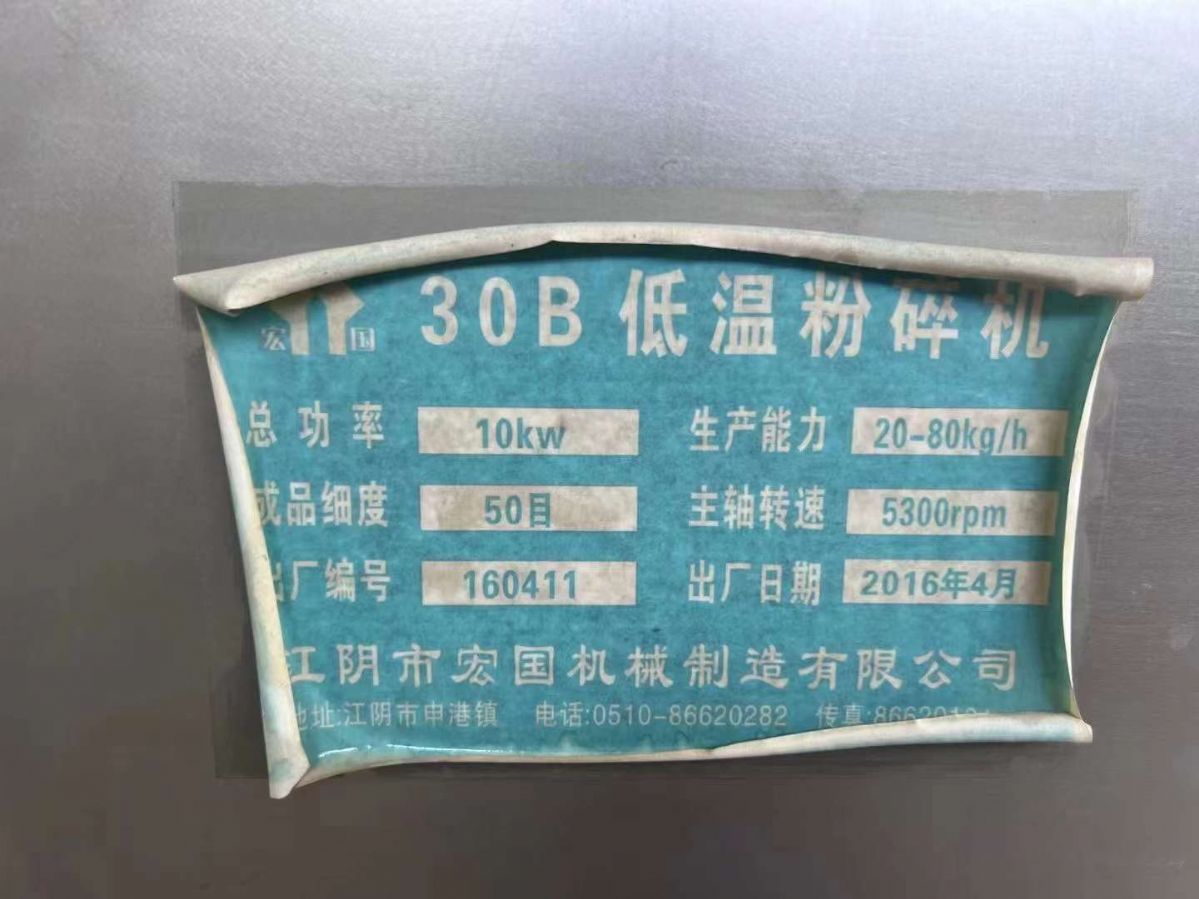 宏 国 30B 低温粉碎机
总功率 10kw 生产能力 20-80kg/h
成品细度 50目 主轴转速 5300rpm
出厂编号 160411 出厂日期 2016年4月
江阴市宏国机械制造有限公司
地址:江阴市申港镇 电话:0510-86620282 传真: